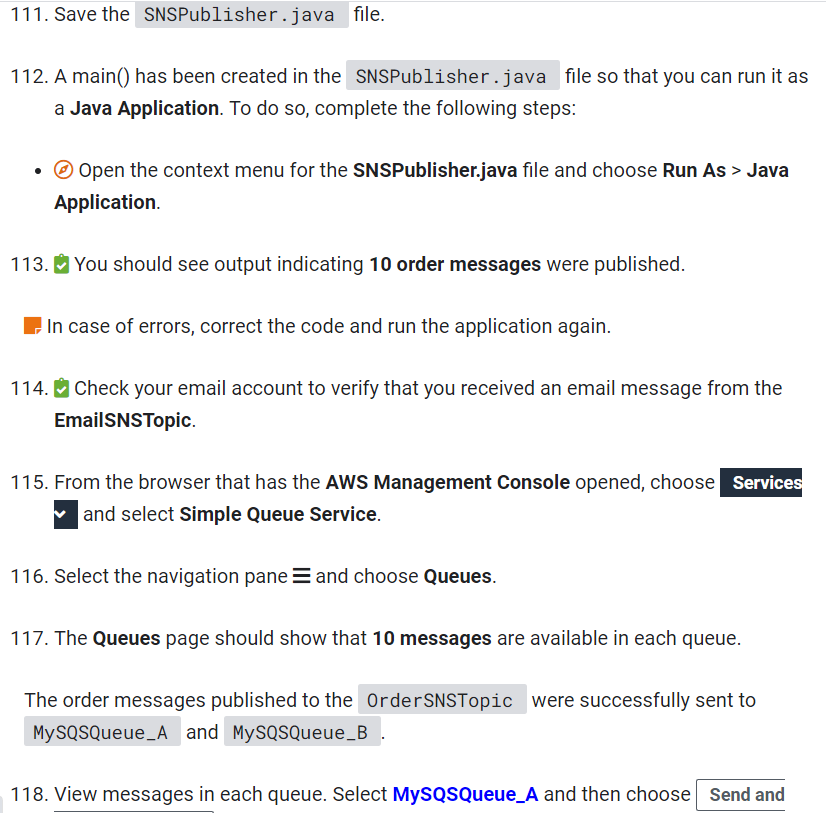 111. Save the SNSPublisher.java file.
112. A main() has been created in the SNSPublisher.java file so that you can run it as
a Java Application. To do so, complete the following steps:
• Open the context menu for the SNSPublisher.java file and choose Run As > Java
Application.
113. You should see output indicating 10 order messages were published.
In case of errors, correct the code and run the application again.
114. Check your email account to verify that you received an email message from the
EmailSNSTopic.
115. From the browser that has the AWS Management Console opened, choose Services
and select Simple Queue Service.
116. Select the navigation pane and choose Queues.
117. The Queues page should show that 10 messages are available in each queue.
The order messages published to the OrderSNSTopic were successfully sent to
MySQSQueue_A and MySQSQueue_B.
118. View messages in each queue. Select MySQSQueue_A and then choose Send and